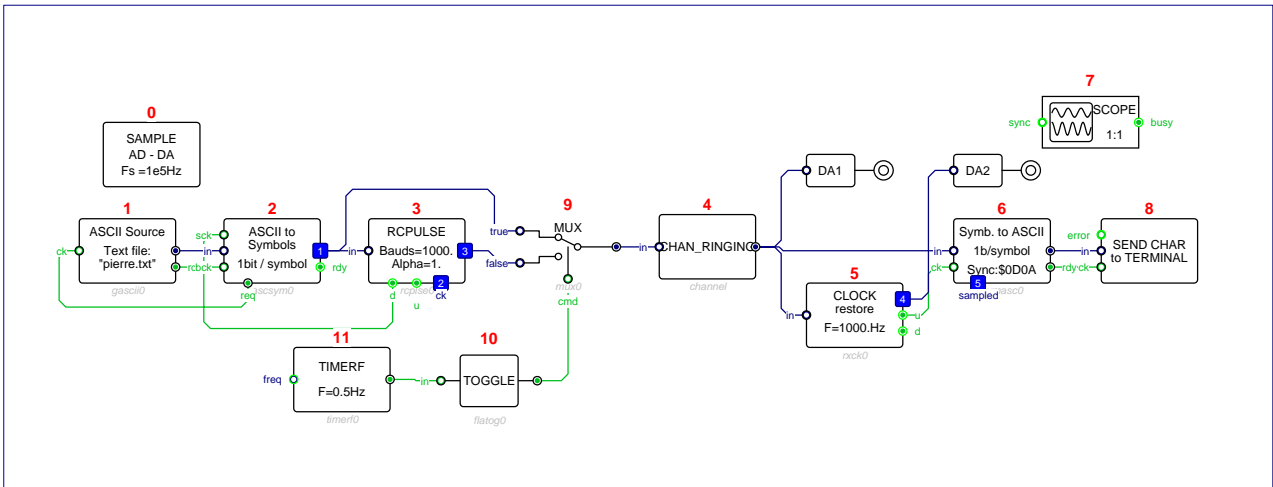 0
SAMPLE
AD - DA
Fs =1e5Hz
7
SCOPE
1:1
sync
busy
1
ASCII Source
Text file:
"pierre.txt"
ck
gascii0
2
ASCII to
Symbols
1bit / symbol
sck
in
1
rdy
req
3
RCPULSE
Bauds=1000.
Alpha=1.
in
3
2
d
u
ck
9
MUX
true
false
mux0
cmd
4
CHAN_RINGING
in
channel
DA1
DA2
5
CLOCK
restore
F=1000.Hz
in
4
u
d
rxck0
6
Symb. to ASCII
1b/symbol
Sync:$0D0A
in
ck
5
sampled
8
SEND CHAR
to TERMINAL
error
in
rdy
ck
11
TIMERF
F=0.5Hz
freq
timerf0
10
TOGGLE
in
flatog0